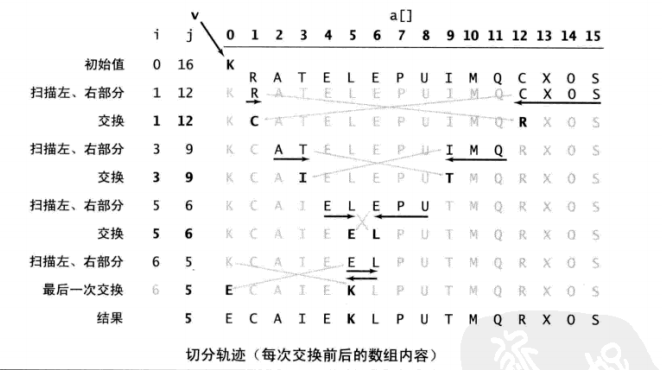 v a[]
i j 0 1 2 3 4 5 6 7 8 9 10 11 12 13 14 15
初始值 0 16 K R A T E L E P U I M Q C X O S
扫描左、右部分 1 12 K R A T E L E P U I M Q C X O S
交换 1 12 K C A T E L E P U I M Q R X O S
扫描左、右部分 3 9 K C A T E L E P U I M Q R X O S
交换 3 9 K C A I E L E P U T M Q R X O S
扫描左、右部分 5 6 K C A I E L E P U T M Q R X O S
交换 5 6 K C A I E E L P U T M Q R X O S
扫描左、右部分 6 5 K C A I E E L P U T M Q R X O S
最后一次交换 6 5 E C A I E K L P U T M Q R X O S
结果 5 E C A I E K L P U T M Q R X O S
切分轨迹（每次交换前后的数组内容）